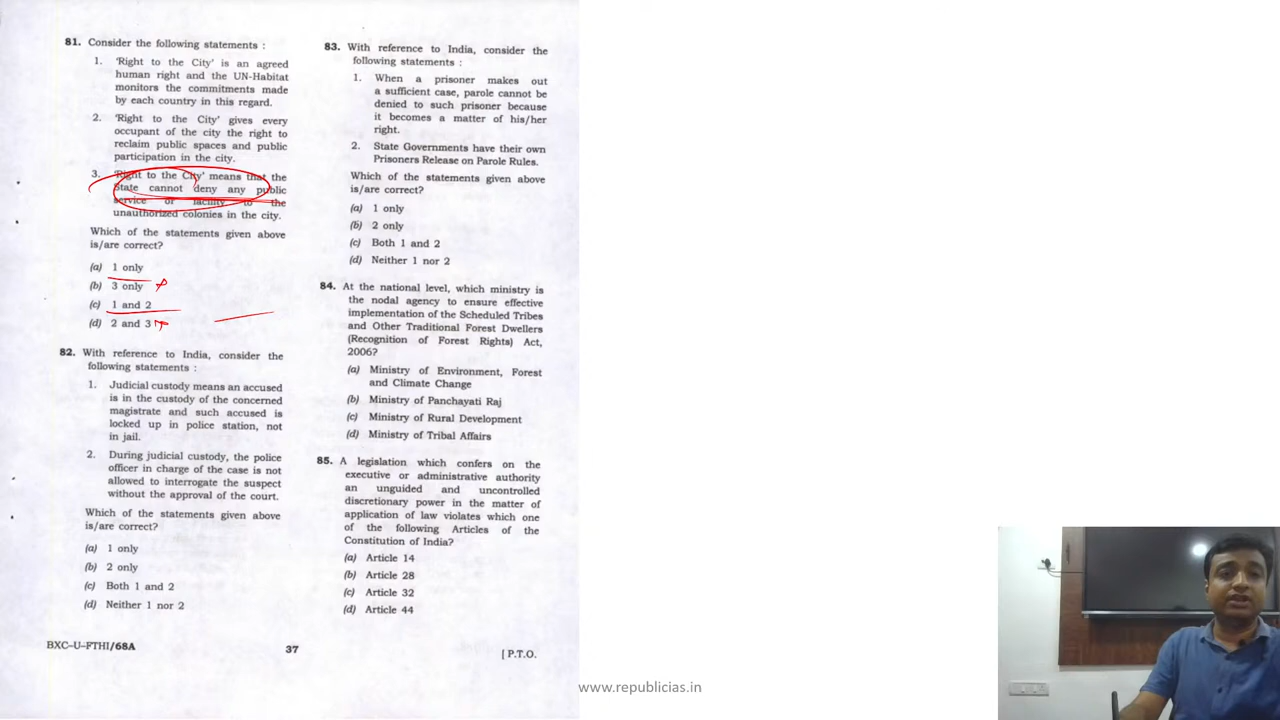 81. Consider the following statements :
1. 'Right to the City' is an agreed
human right and the UN-Habitat
monitors the commitments made
by each country in this regard.
2. 'Right to the City' gives every
occupant of the city the right to
reclaim public spaces and public
participation in the city.
3. 'Right to the City' means that the
State cannot deny any public
service or facility to the
unauthorized colonies in the city.
Which of the statements given above
is/are correct?
(a) 1 only
(b) 3 only
(c) 1 and 2
(d) 2 and 3
82. With reference to India, consider the
following statements :
1. Judicial custody means an accused
is in the custody of the concerned
magistrate and such accused is
locked up in police station, not
in jail.
2. During judicial custody, the police
officer in charge of the case is not
allowed to interrogate the suspect
without the approval of the court.
Which of the statements given above
is/are correct?
(a) 1 only
(b) 2 only
(c) Both 1 and 2
(d) Neither 1 nor 2
83. With reference to India, consider the
following statements :
1. When a prisoner makes out
a sufficient case, parole cannot be
denied to such prisoner because
it becomes a matter of his/her
right.
2. State Governments have their own
Prisoners Release on Parole Rules.
Which of the statements given above
is/are correct?
(a) 1 only
(b) 2 only
(c) Both 1 and 2
(d) Neither 1 nor 2
84. At the national level, which ministry is
the nodal agency to ensure effective
implementation of the Scheduled Tribes
and Other Traditional Forest Dwellers
(Recognition of Forest Rights) Act,
2006?
(a) Ministry of Environment, Forest
and Climate Change
(b) Ministry of Panchayati Raj
(c) Ministry of Rural Development
(d) Ministry of Tribal Affairs
85. A legislation which confers on the
executive or administrative authority
an unguided and uncontrolled
discretionary power in the matter of
application of law violates which one
of the following Articles of the
Constitution of India?
(a) Article 14
(b) Article 28
(c) Article 32
(d) Article 44
BXC-U-FTHI/68A
37
[ P.T.O.
www.republicias.in